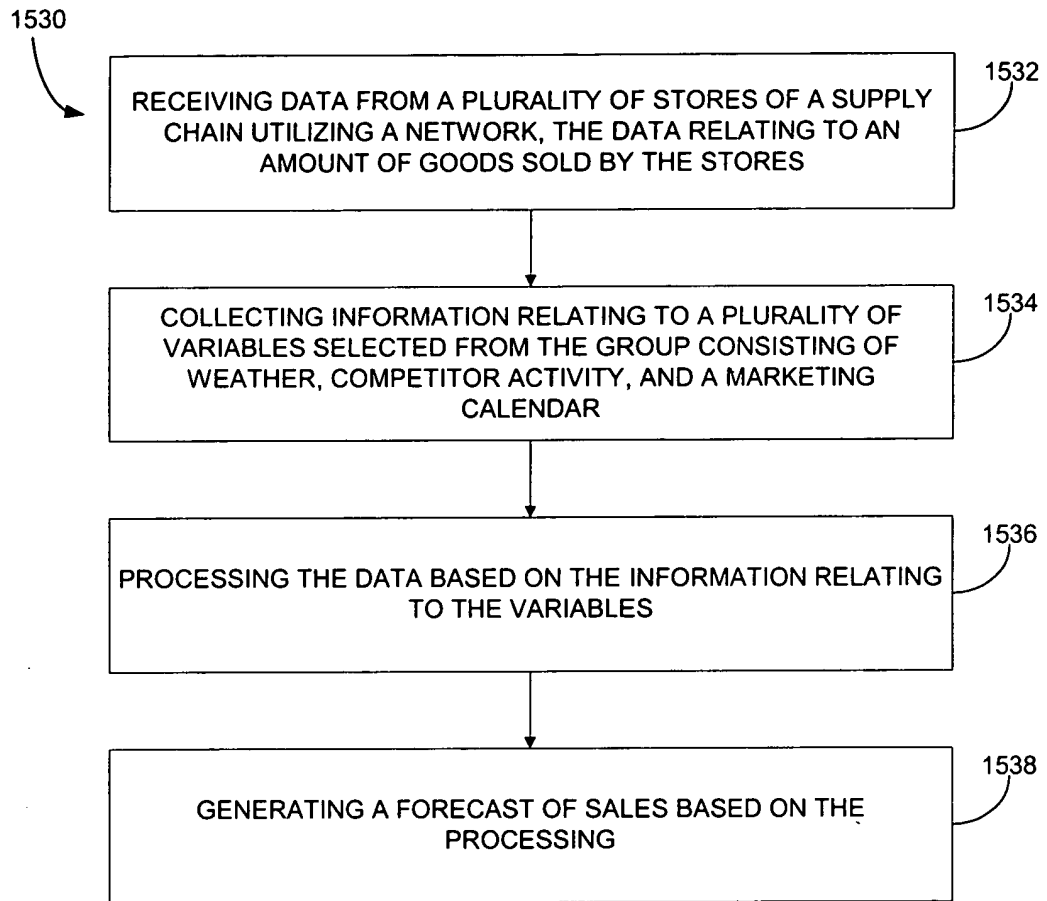 1530
1532
RECEIVING DATA FROM A PLURALITY OF STORES OF A SUPPLY
CHAIN UTILIZING A NETWORK, THE DATA RELATING TO AN
AMOUNT OF GOODS SOLD BY THE STORES
1534
COLLECTING INFORMATION RELATING TO A PLURALITY OF
VARIABLES SELECTED FROM THE GROUP CONSISTING OF
WEATHER, COMPETITOR ACTIVITY, AND A MARKETING
CALENDAR
1536
PROCESSING THE DATA BASED ON THE INFORMATION RELATING
TO THE VARIABLES
1538
GENERATING A FORECAST OF SALES BASED ON THE
PROCESSING